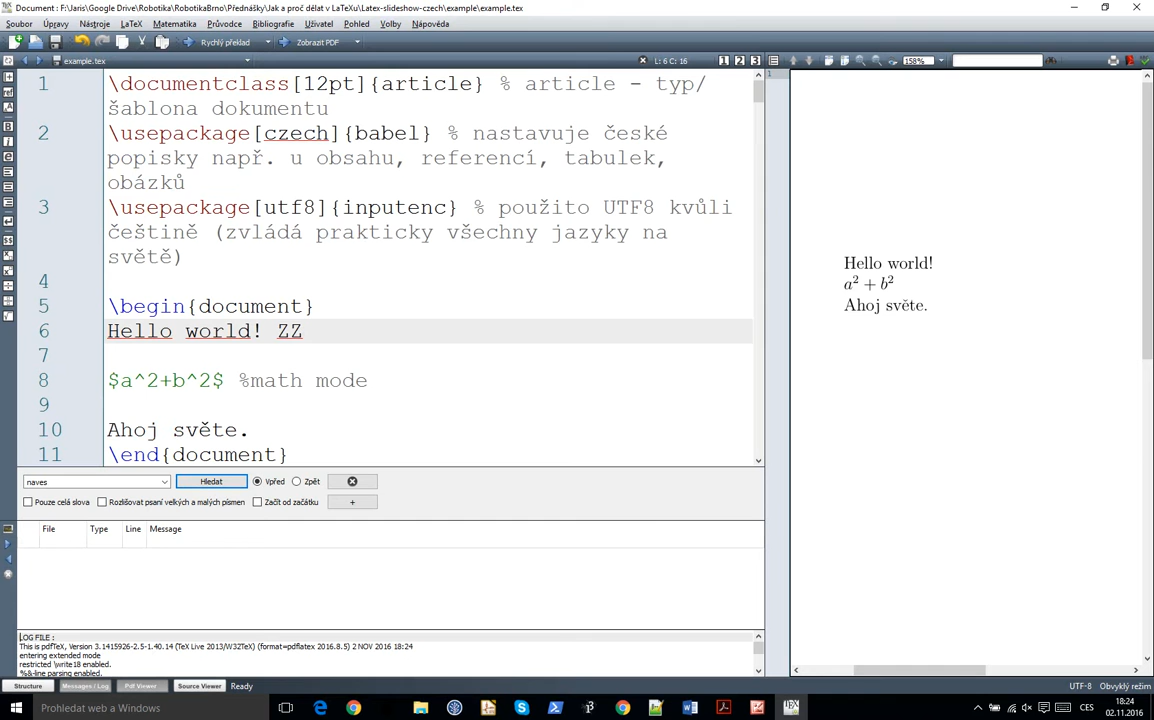 Document : F:/Jaris/Google Drive/Robotika/RobotikaBrno/Přednášky/Jak a proč dělat v LaTeXu/Latex-slideshow-czech/example/example.tex
Soubor Úpravy Nástroje LaTeX Matematika Průvodce Bibliografie Uživatel Pohled Volby Nápověda
Rychlý překlad Zobrazit PDF
example.tex L: 6 C: 16 1 2 3 158%
1 \documentclass[12pt]{article} % article - typ/
šablona dokumentu
2 \usepackage[czech]{babel} % nastavuje české
popisky např. u obsahu, referencí, tabulek,
obázků
3 \usepackage[utf8]{inputenc} % použito UTF8 kvůli
češtině (zvládá prakticky všechny jazyky na
světě)
4
5 \begin{document}
6 Hello world! ZZ
7
8 $a^2+b^2$ %math mode
9
10 Ahoj světe.
11 \end{document}
1
Hello world!
a² + b²
Ahoj světe.
naves Hledat Vpřed Zpět
Pouze celá slova Rozlišovat psaní velkých a malých písmen Začít od začátku +
File Type Line Message
LOG FILE :
This is pdfTeX, Version 3.1415926-2.5-1.40.14 (TeX Live 2013/W32TeX) (format=pdflatex 2016.8.5) 2 NOV 2016 18:24
entering extended mode
restricted \write18 enabled.
%&-line parsing enabled.
Structure Messages / Log Pdf Viewer Source Viewer Ready UTF-8 Obvyklý režim
Prohledat web a Windows CES 18:24
02.11.2016